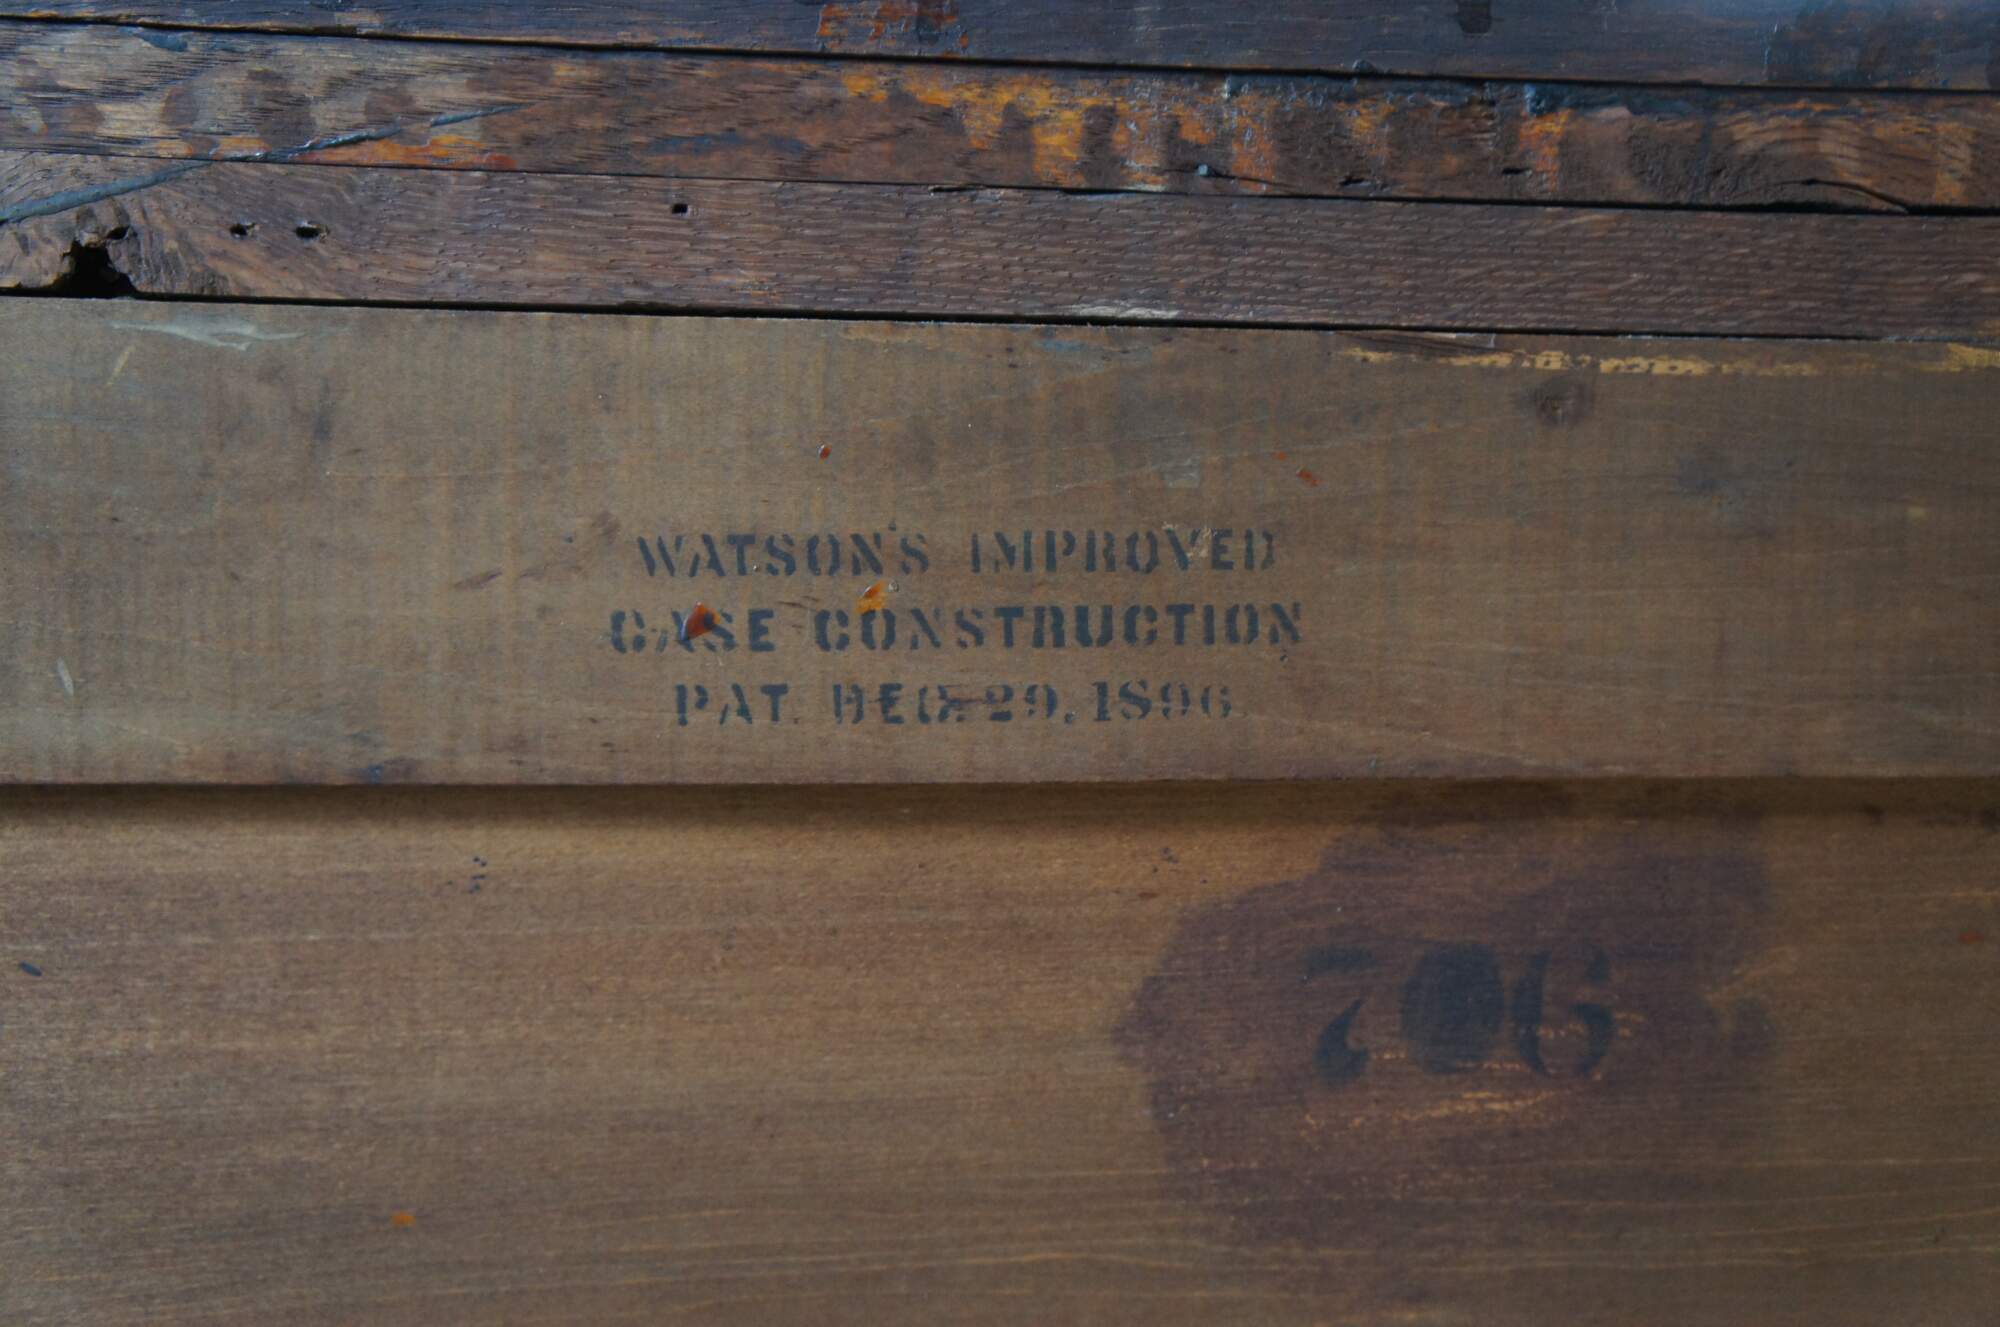 WATSON'S IMPROVED
CASE CONSTRUCTION
PAT. DEC. 29. 1896
706